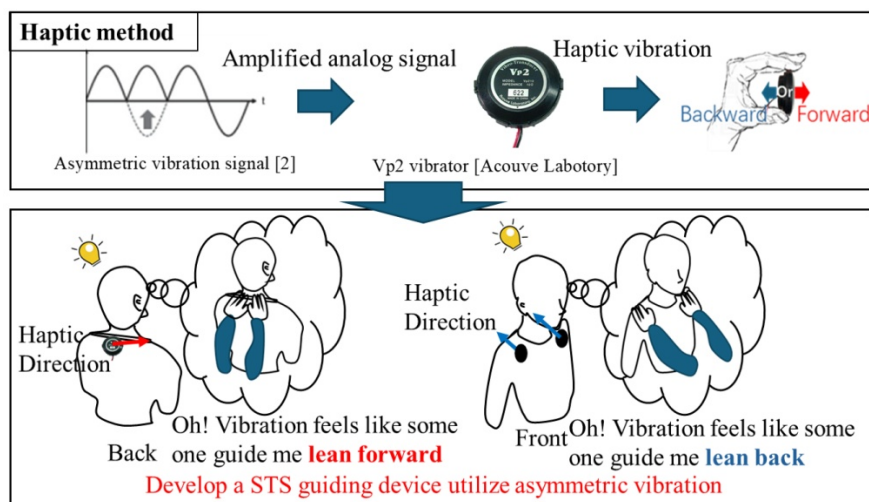 Haptic method
Amplified analog signal
Haptic vibration
t
Vp2
022
Or
Backward
Forward
Asymmetric vibration signal [2]
Vp2 vibrator [Acouve Labotory]
Haptic
Direction
Back
Oh! Vibration feels like some
one guide me lean forward
Haptic
Direction
Front
Oh! Vibration feels like some
one guide me lean back
Develop a STS guiding device utilize asymmetric vibration